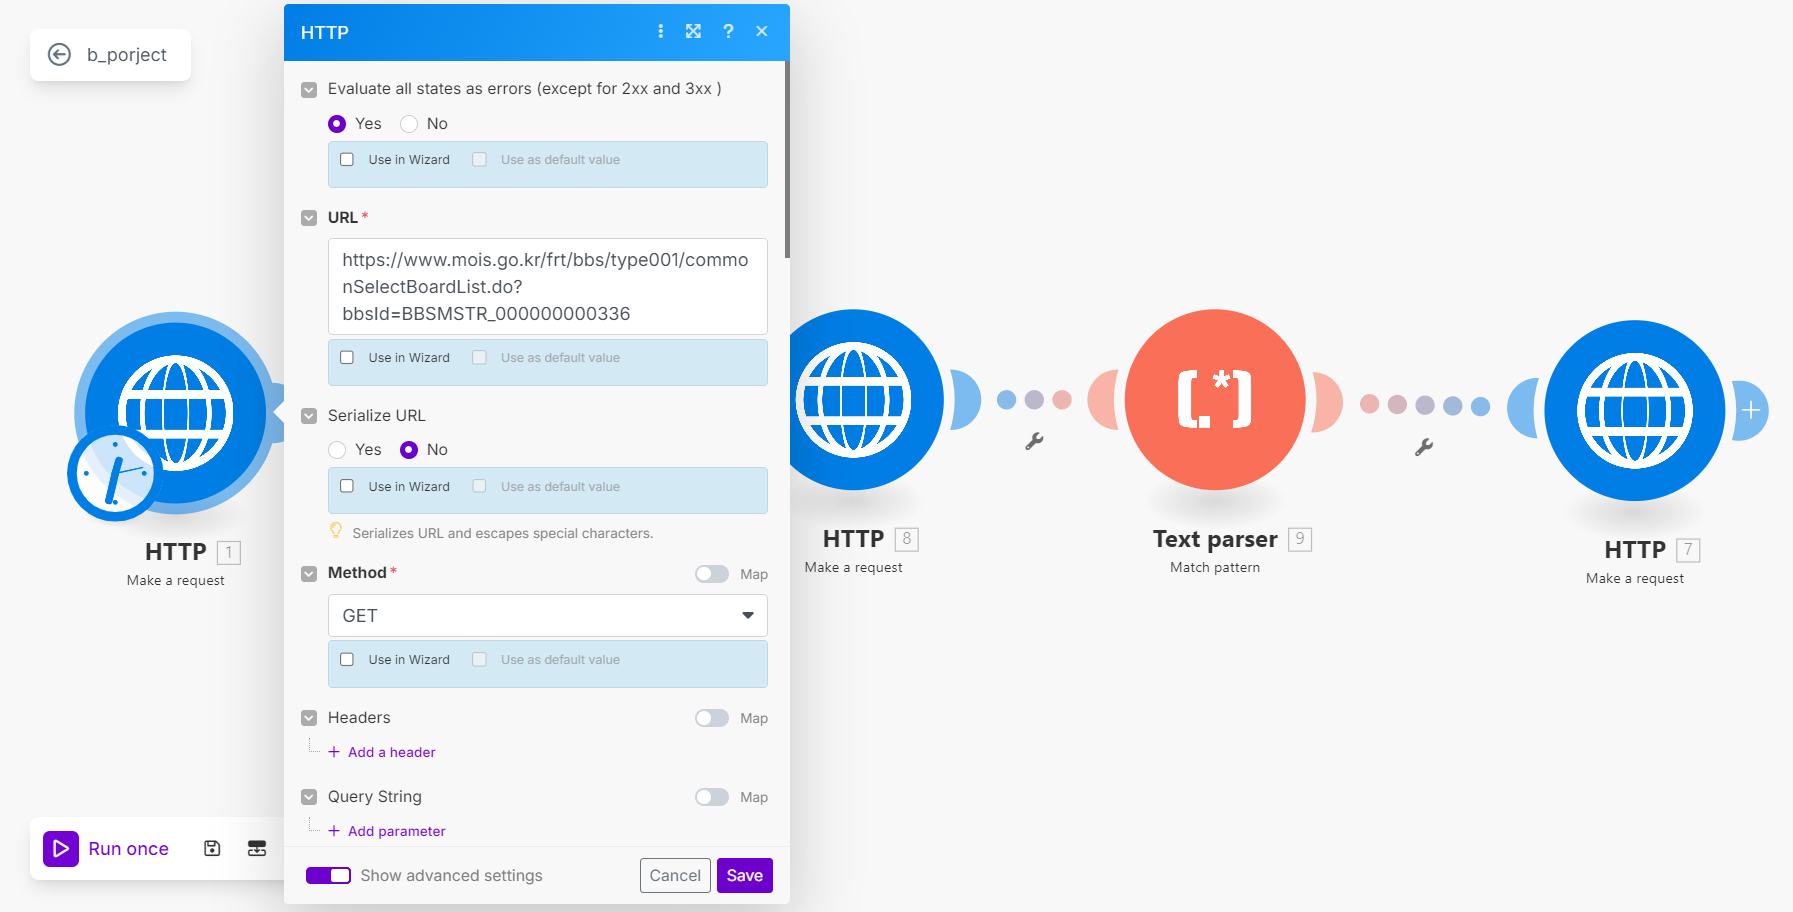 b_porject
HTTP
?
Evaluate all states as errors (except for 2xx and 3xx )
Yes No
Use in Wizard Use as default value
URL *
https://www.mois.go.kr/frt/bbs/type001/commo
nSelectBoardList.do?
bbsId=BBSMSTR_000000000336
Use in Wizard Use as default value
Serialize URL
Yes No
Use in Wizard Use as default value
Serializes URL and escapes special characters.
Method * Map
GET
Use in Wizard Use as default value
Headers Map
+ Add a header
Query String Map
+ Add parameter
Show advanced settings Cancel Save
HTTP 1
Make a request
HTTP 8
Make a request
[.*]
Text parser 9
Match pattern
HTTP 7
Make a request
Run once